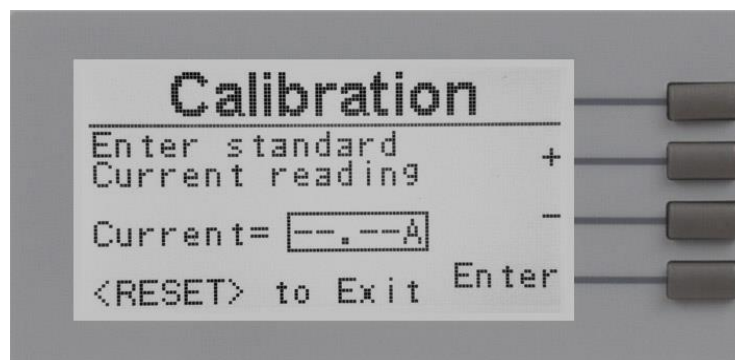 Calibration
Enter standard
Current reading
+
Current= --.--A
-
<RESET> to Exit
Enter